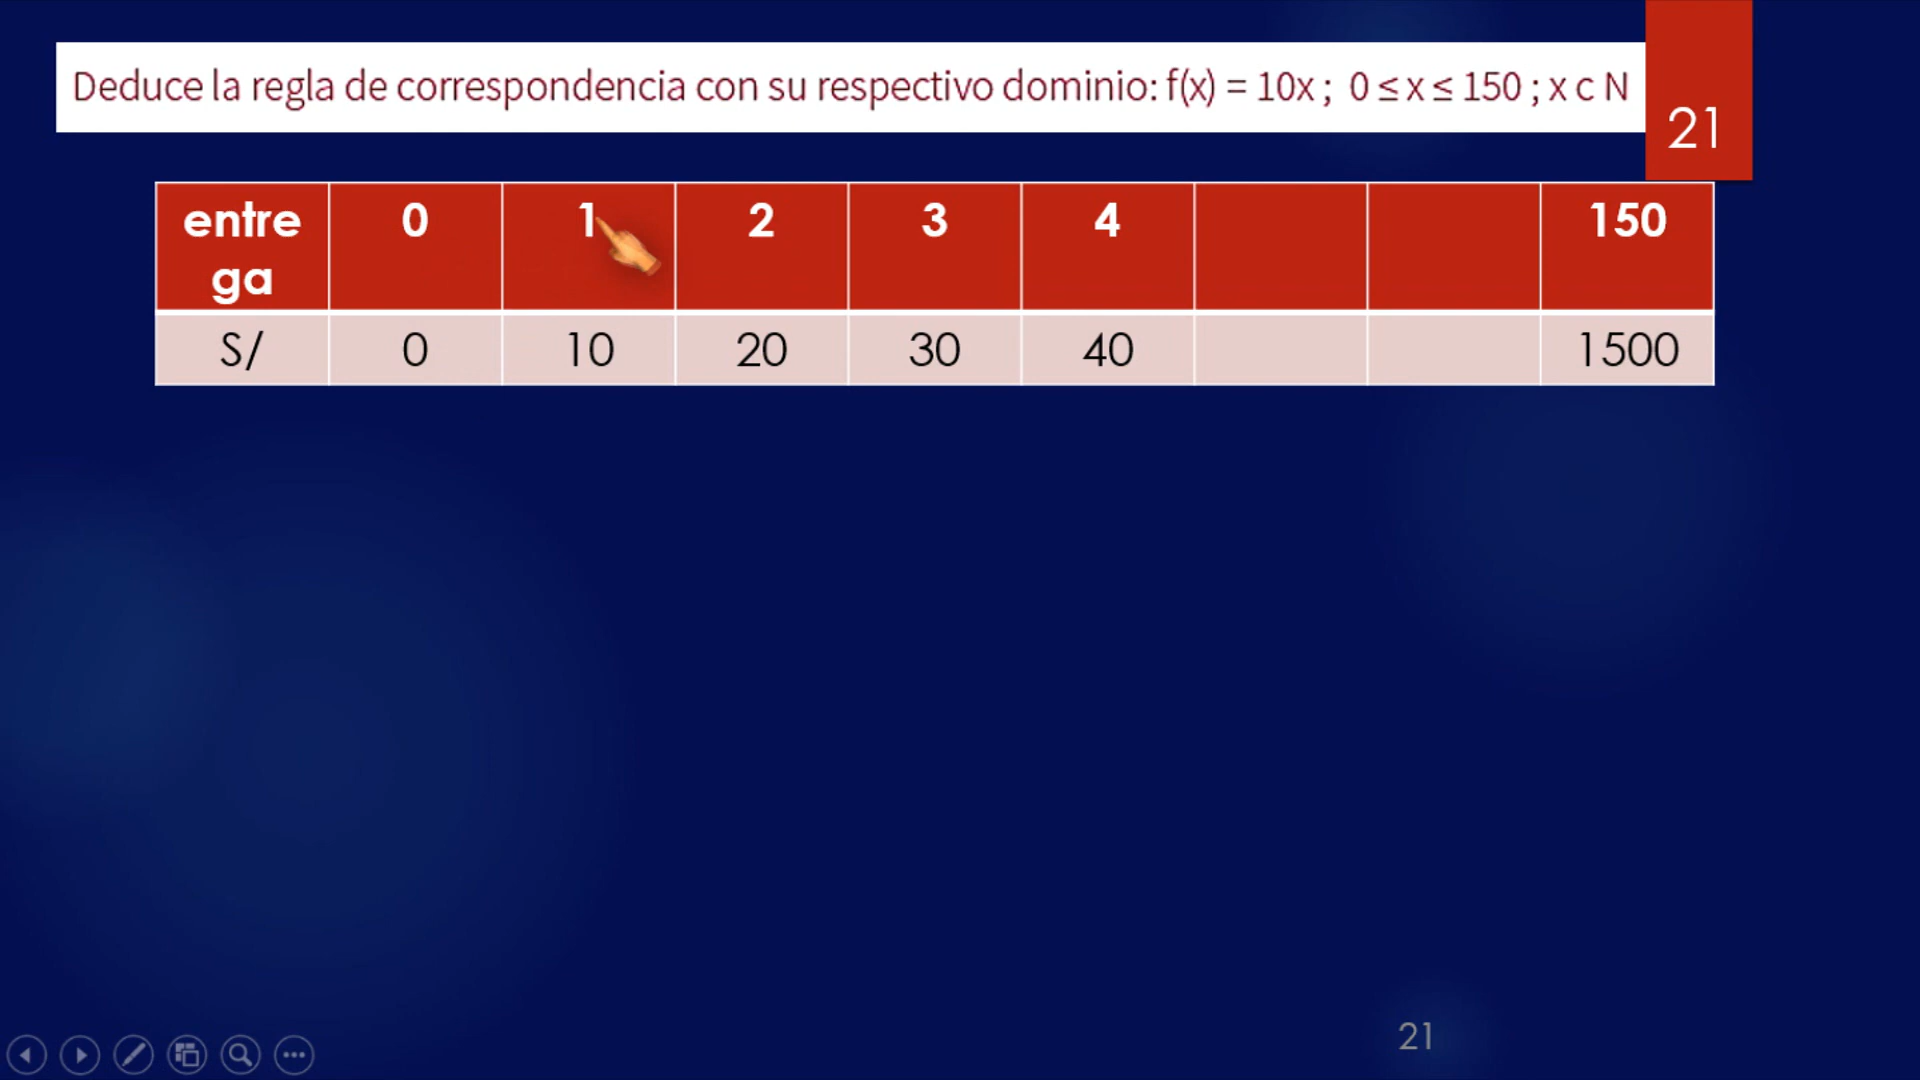 Deduce la regla de correspondencia con su respectivo dominio: f(x) = 10x ; 0 ≤ x ≤ 150 ; x c N
21
entre
ga 0 1 2 3 4 150
S/ 0 10 20 30 40 1500
21